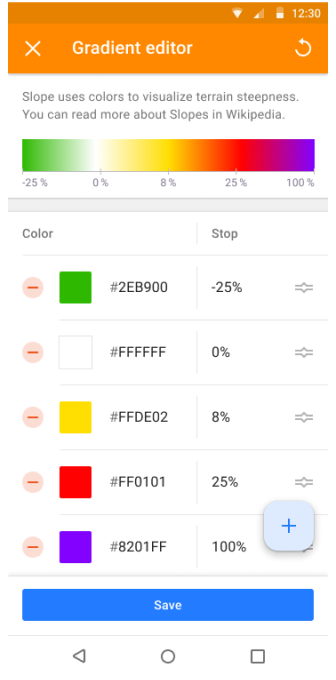 12:30
Gradient editor
Slope uses colors to visualize terrain steepness.
You can read more about Slopes in Wikipedia.
-25 % 0 % 8 % 25 % 100 %
Color Stop
#2EB900 -25%
#FFFFFF 0%
#FFDE02 8%
#FF0101 25%
#8201FF 100%
Save